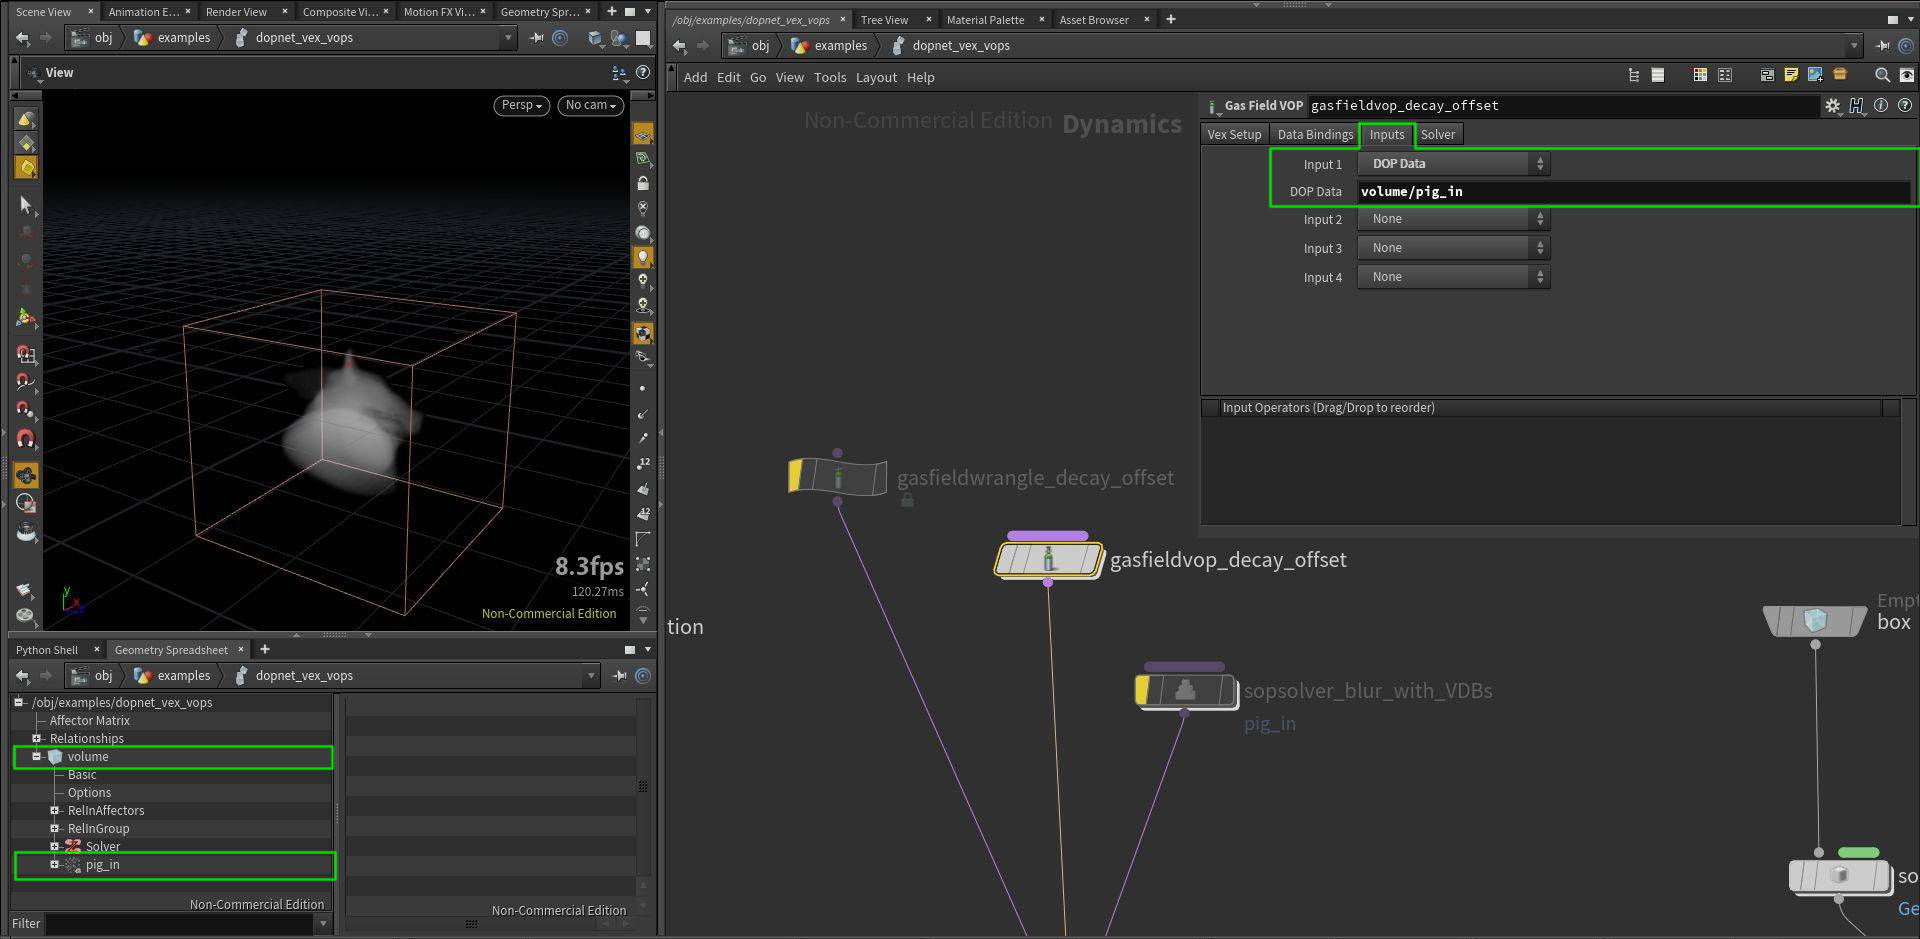 Scene View
Animation E...
Render View
Composite Vi...
Motion FX Vi...
Geometry Spr...
obj
examples
dopnet_vex_vops
View
Persp
No cam
12
12
8.3fps
120.27ms
Non-Commercial Edition
y
x
Python Shell
Geometry Spreadsheet
obj
examples
dopnet_vex_vops
/obj/examples/dopnet_vex_vops
Affector Matrix
Relationships
volume
Basic
Options
RelInAffectors
RelInGroup
Solver
pig_in
Non-Commercial Edition
Non-Commercial Edition
Filter
/obj/examples/dopnet_vex_vops
Tree View
Material Palette
Asset Browser
obj
examples
dopnet_vex_vops
Add Edit Go View Tools Layout Help
Non-Commercial Edition
Dynamics
Gas Field VOP
gasfieldvop_decay_offset
Vex Setup
Data Bindings
Inputs
Solver
Input 1
DOP Data
DOP Data
volume/pig_in
Input 2
None
Input 3
None
Input 4
None
Input Operators (Drag/Drop to reorder)
gasfieldwrangle_decay_offset
gasfieldvop_decay_offset
tion
sopsolver_blur_with_VDBs
pig_in
Empt
box
so
Ge